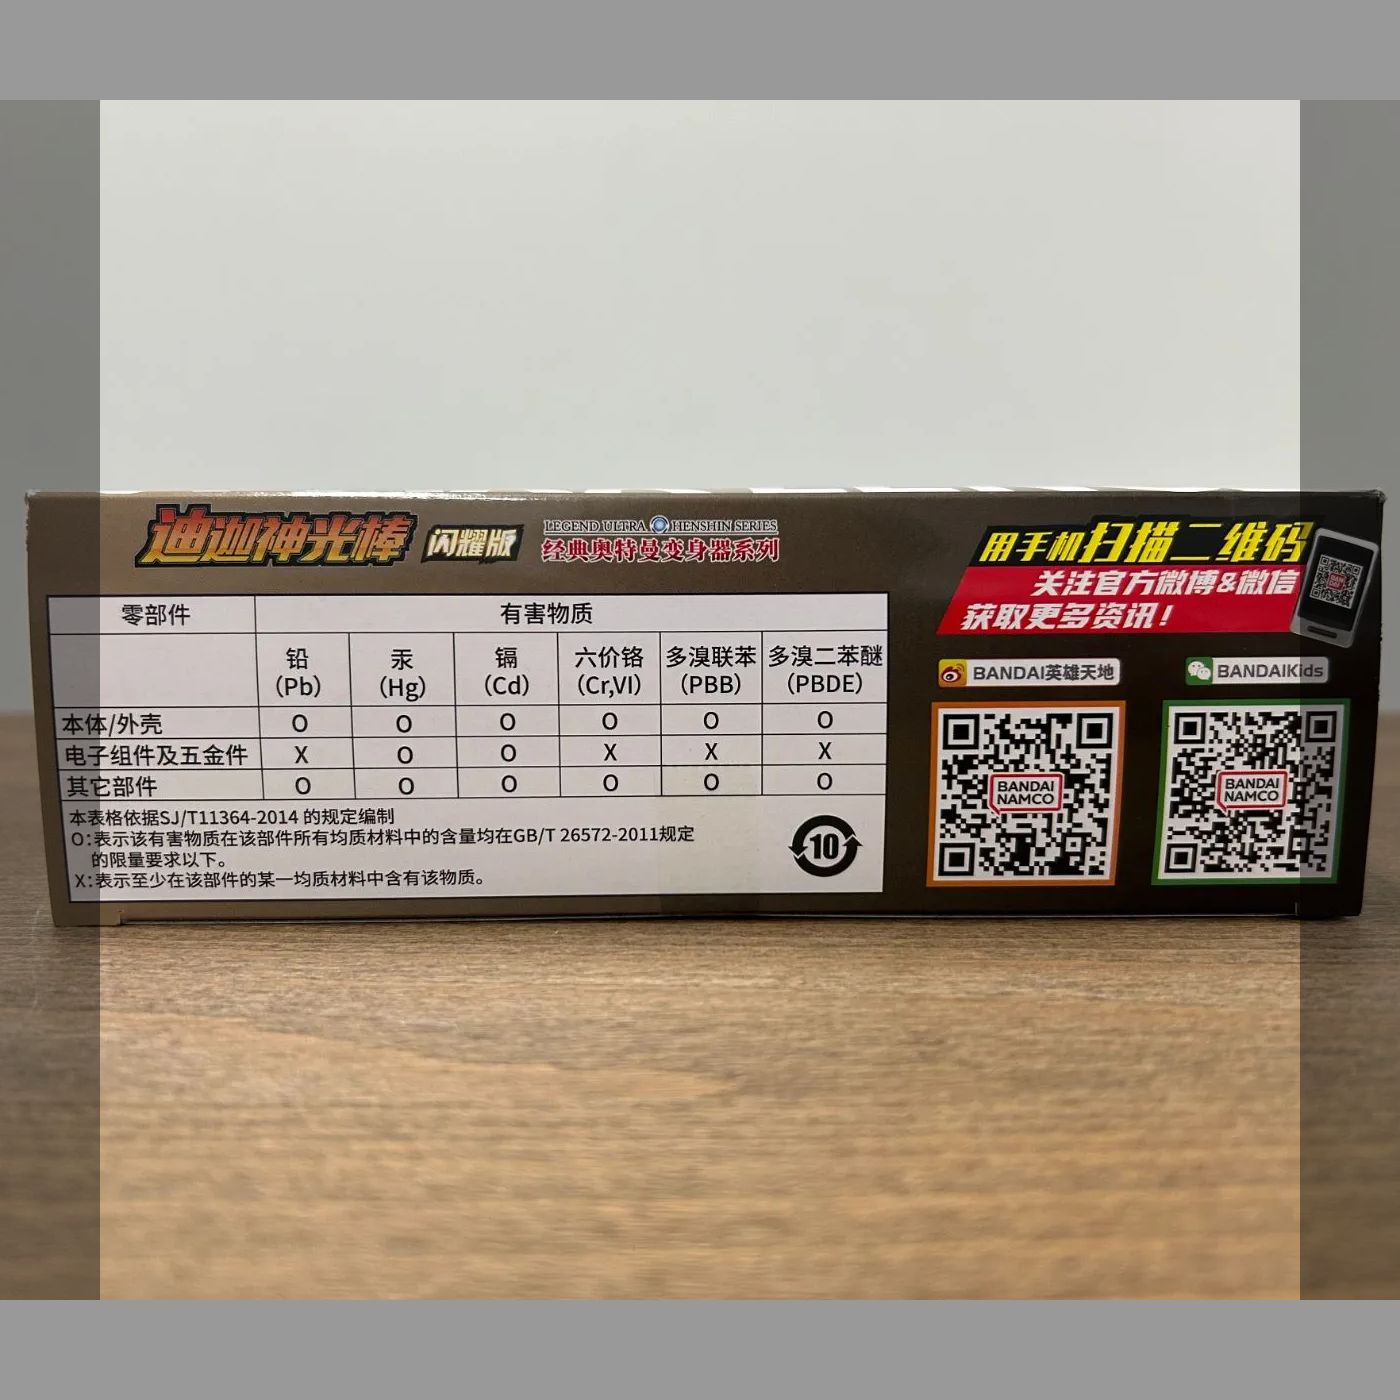 迪迦神光棒 闪耀版
LEGEND ULTRA HENSHIN SERIES
经典奥特曼变身器系列
零部件 有害物质
铅 汞 镉 六价铬 多溴联苯 多溴二苯醚
(Pb) (Hg) (Cd) (Cr,VI) (PBB) (PBDE)
本体/外壳 O O O O O O
电子组件及五金件 X O O X X X
其它部件 O O O O O O
本表格依据SJ/T11364-2014 的规定编制
O:表示该有害物质在该部件所有均质材料中的含量均在GB/T 26572-2011规定
的限量要求以下。
X:表示至少在该部件的某一均质材料中含有该物质。
10
用手机扫描二维码
关注官方微博&微信
获取更多资讯!
BANDAI英雄天地
BANDAIKids
BANDAI
NAMCO
BANDAI
NAMCO